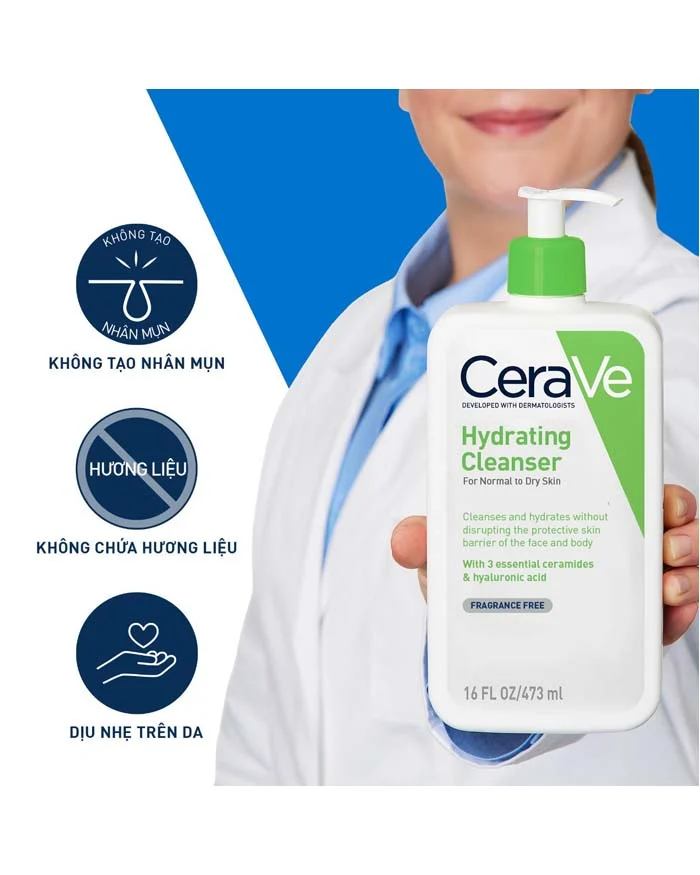 KHÔNG TẠO
NHÂN MỤN
KHÔNG TẠO NHÂN MỤN
HƯƠNG LIỆU
KHÔNG CHỨA HƯƠNG LIỆU
DỊU NHẸ TRÊN DA
CeraVe
DEVELOPED WITH DERMATOLOGISTS
Hydrating
Cleanser
For Normal to Dry Skin
Cleanses and hydrates without
disrupting the protective skin
barrier of the face and body
With 3 essential ceramides
& hyaluronic acid
FRAGRANCE FREE
16 FL OZ/473 ml